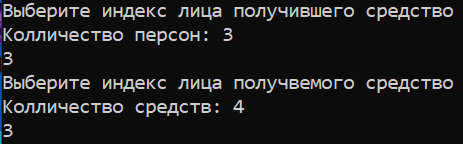 Выберите индекс лица получившего средство
Колличество персон: 3
3
Выберите индекс лица получвемого средство
Колличество средств: 4
3